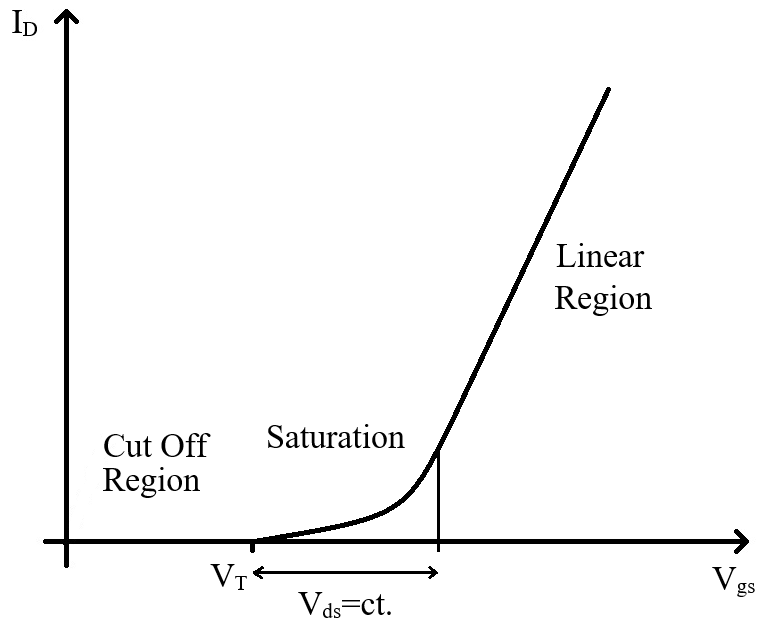 I_D
Linear
Region
Saturation
Cut Off
Region
V_T
V_gs
V_ds=ct.